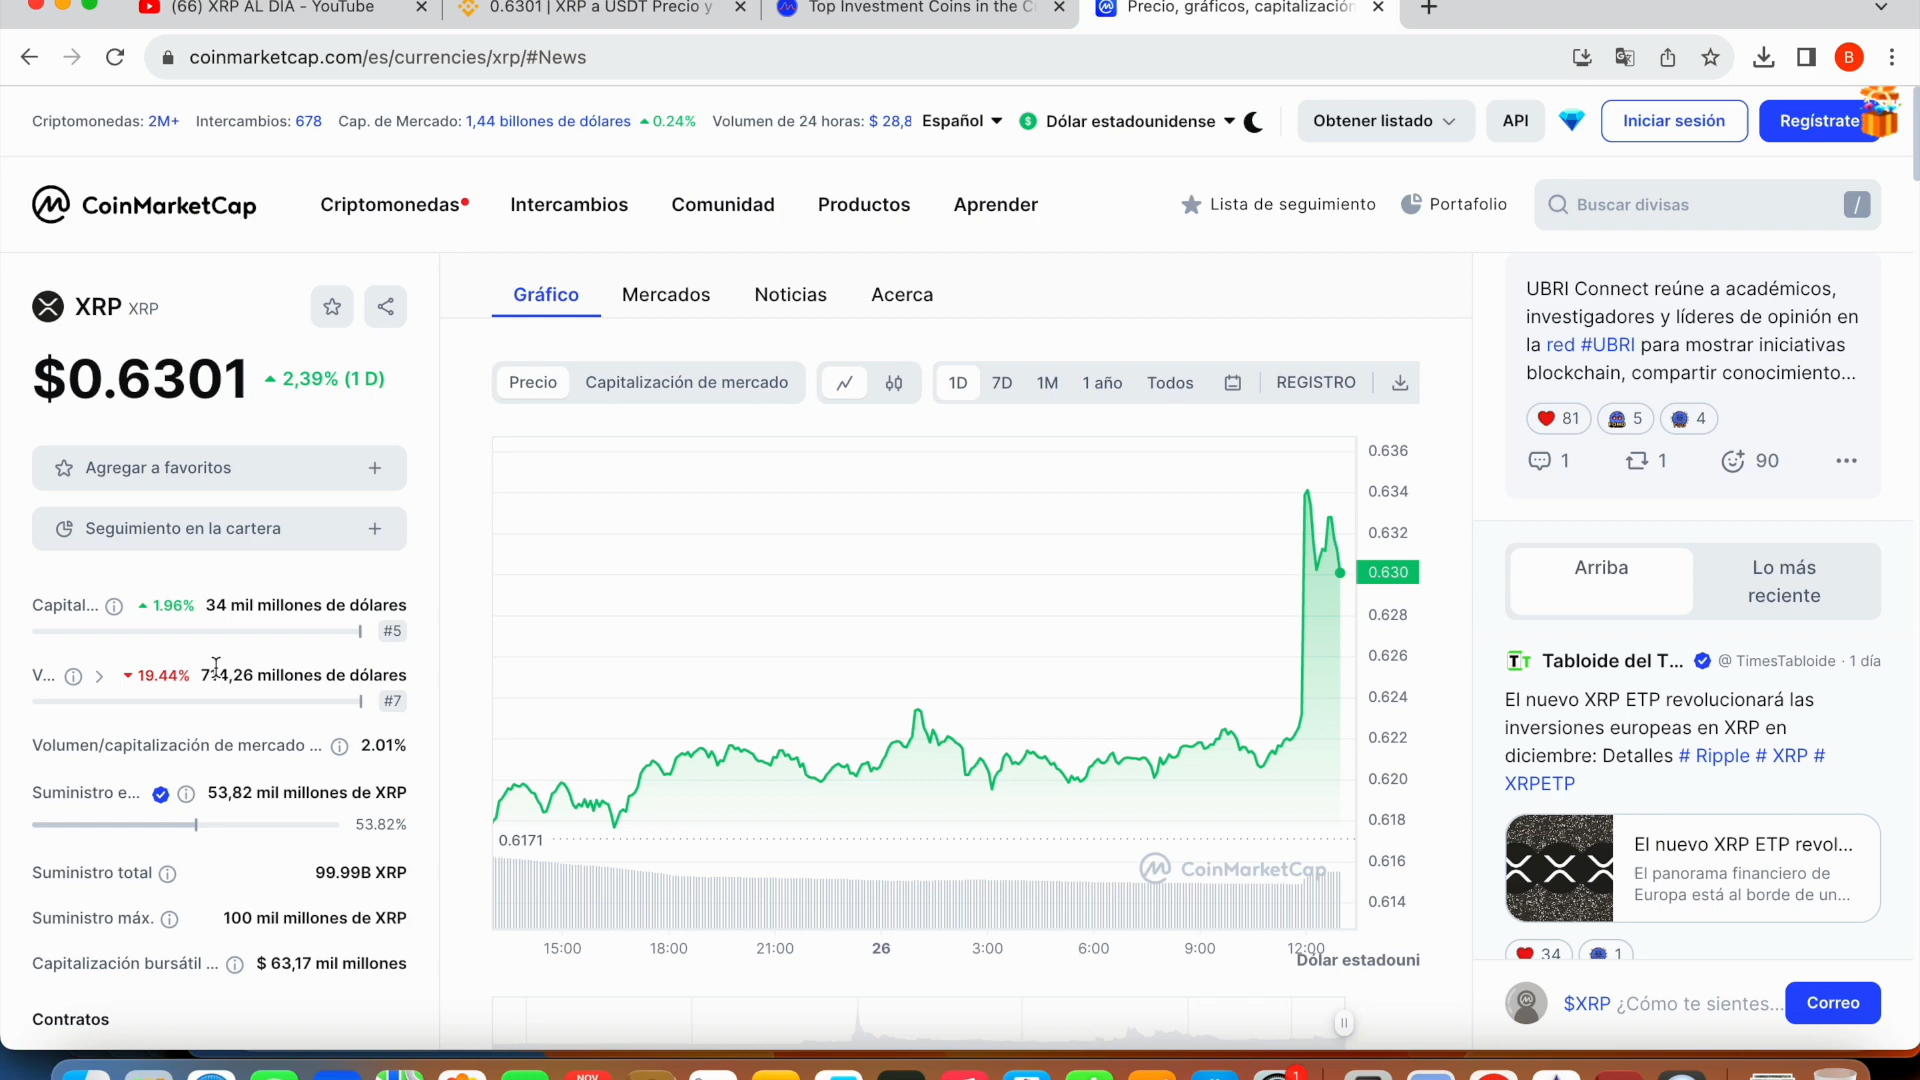 (66) XRP AL DIA - YouTube
0.6301 | XRP a USDT Precio y
Top Investment Coins in the C
Precio, gráficos, capitalización
coinmarketcap.com/es/currencies/xrp/#News
B
Criptomonedas: 2M+ Intercambios: 678 Cap. de Mercado: 1,44 billones de dólares 0.24% Volumen de 24 horas: $ 28,8
Español
Dólar estadounidense
Obtener listado
API
Iniciar sesión
Regístrate
CoinMarketCap
Criptomonedas
Intercambios
Comunidad
Productos
Aprender
Lista de seguimiento
Portafolio
Buscar divisas
/
XRP XRP
$0.6301 2,39% (1 D)
Agregar a favoritos +
Seguimiento en la cartera +
Capital... 1.96% 34 mil millones de dólares
#5
V... 19.44% millones de dólares
#7
Volumen/capitalización de mercado ... 2.01%
Suministro e... 53,82 mil millones de XRP
53.82%
Suministro total 99.99B XRP
Suministro máx. 100 mil millones de XRP
Capitalización bursátil ... $ 63,17 mil millones
Contratos
Gráfico
Mercados
Noticias
Acerca
Precio
Capitalización de mercado
1D
7D
1M
1 año
Todos
REGISTRO
0.636
0.634
0.632
0.630
0.628
0.626
0.624
0.622
0.620
0.618
0.616
0.614
0.6171
CoinMarketCap
15:00 18:00 21:00 26 3:00 6:00 9:00 12:00
Dólar estadouni
UBRI Connect reúne a académicos,
investigadores y líderes de opinión en
la red #UBRI para mostrar iniciativas
blockchain, compartir conocimiento...
81 5 4
1 1 90
Arriba
Lo más
reciente
Tabloide del T... @ TimesTabloide · 1 día
El nuevo XRP ETP revolucionará las
inversiones europeas en XRP en
diciembre: Detalles # Ripple # XRP #
XRPETP
El nuevo XRP ETP revol...
El panorama financiero de
Europa está al borde de un...
34 1
$XRP ¿Cómo te sientes...
Correo
NOV
1